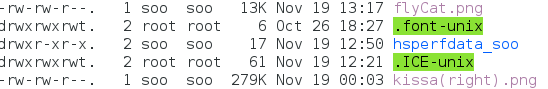 -rw-rw-r--. 1 soo soo 13K Nov 19 13:17 flyCat.png
drwxrwxrwt. 2 root root 6 Oct 26 18:27 .font-unix
drwxr-xr-x. 2 soo soo 17 Nov 19 12:50 hsperfdata_soo
drwxrwxrwt. 2 root root 61 Nov 19 12:21 .ICE-unix
-rw-rw-r--. 1 soo soo 279K Nov 19 00:03 kissa(right).png